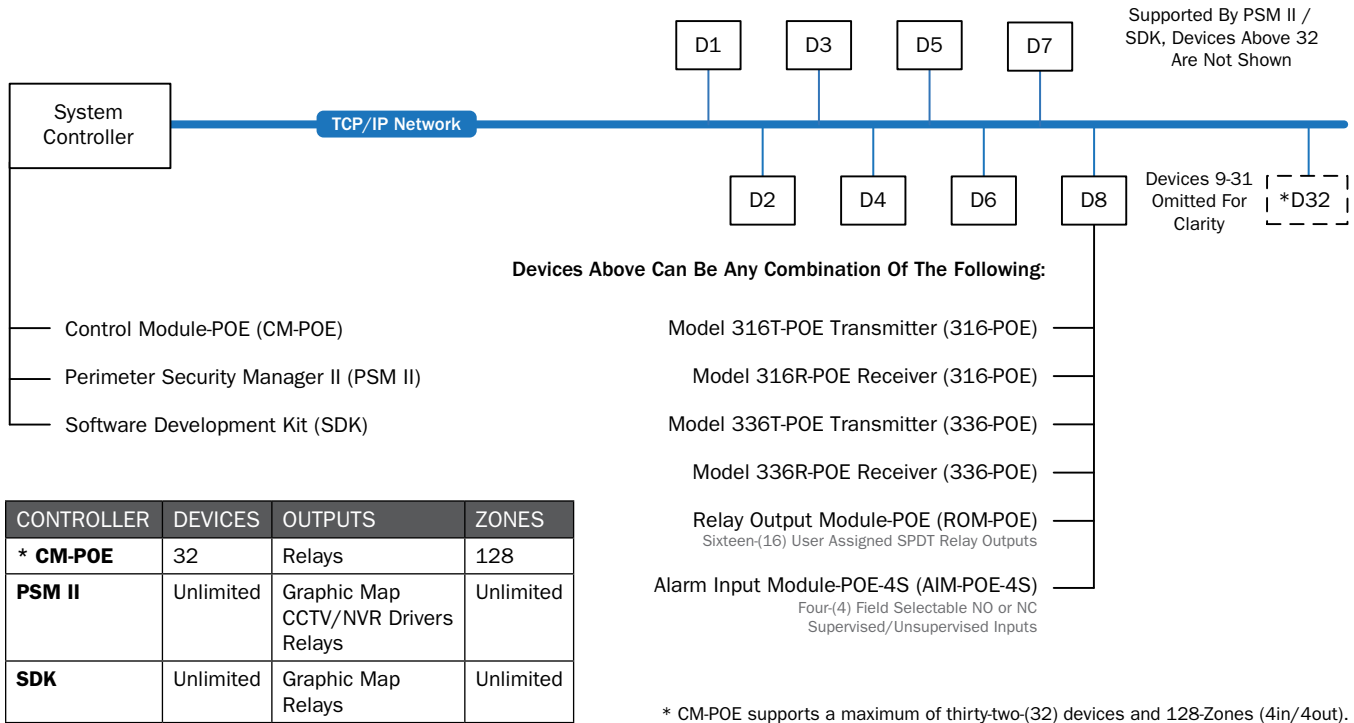 Supported By PSM II /
SDK, Devices Above 32
Are Not Shown
D1
D3
D5
D7
System
Controller
TCP/IP Network
D2
D4
D6
D8
Devices 9-31
Omitted For
Clarity
*D32
Devices Above Can Be Any Combination Of The Following:
Control Module-POE (CM-POE)
Perimeter Security Manager II (PSM II)
Software Development Kit (SDK)
Model 316T-POE Transmitter (316-POE)
Model 316R-POE Receiver (316-POE)
Model 336T-POE Transmitter (336-POE)
Model 336R-POE Receiver (336-POE)
Relay Output Module-POE (ROM-POE)
Sixteen-(16) User Assigned SPDT Relay Outputs
Alarm Input Module-POE-4S (AIM-POE-4S)
Four-(4) Field Selectable NO or NC
Supervised/Unsupervised Inputs
CONTROLLER DEVICES OUTPUTS ZONES
* CM-POE 32 Relays 128
PSM II Unlimited Graphic Map Unlimited
CCTV/NVR Drivers
Relays
SDK Unlimited Graphic Map Unlimited
Relays
* CM-POE supports a maximum of thirty-two-(32) devices and 128-Zones (4in/4out).